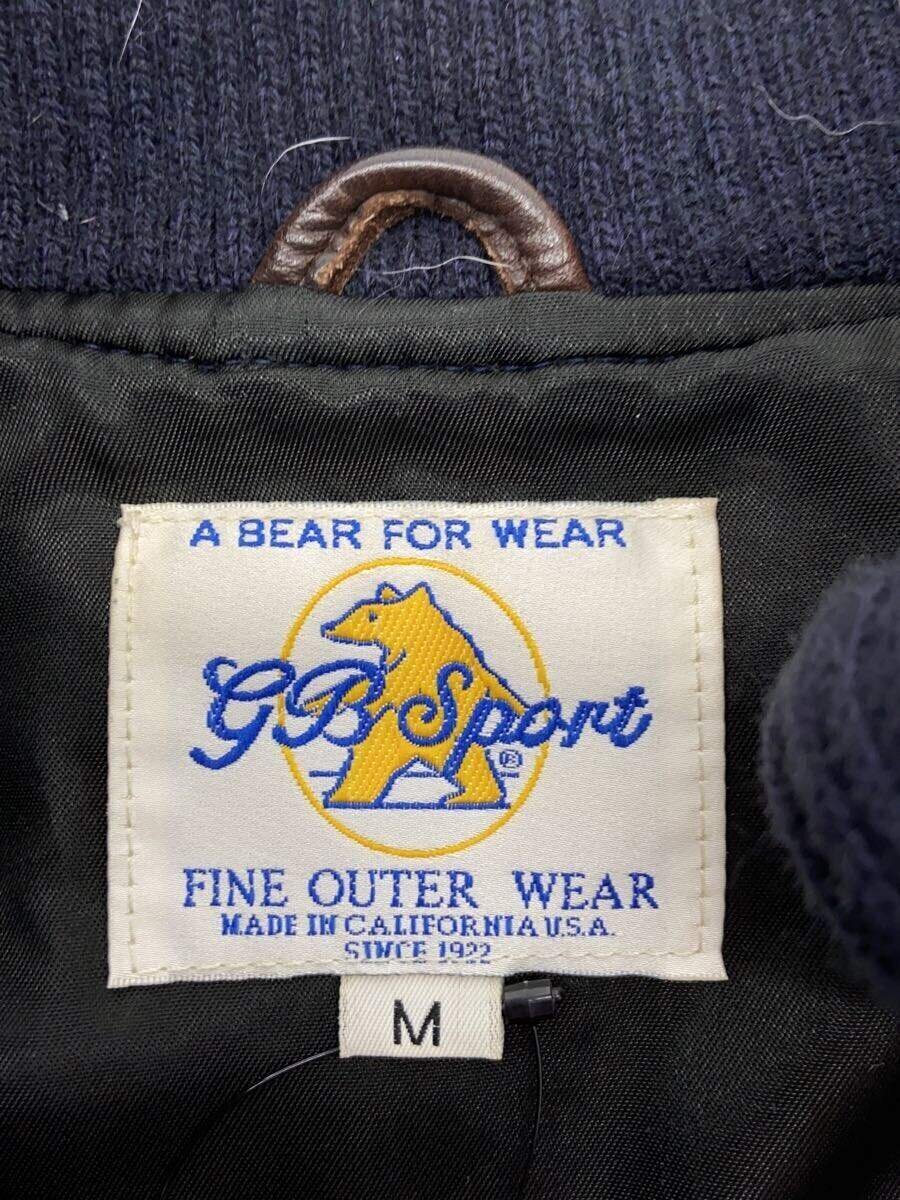 A BEAR FOR WEAR
GB Sport
®
FINE OUTER WEAR
MADE IN CALIFORNIA U.S.A.
SINCE 1922
M